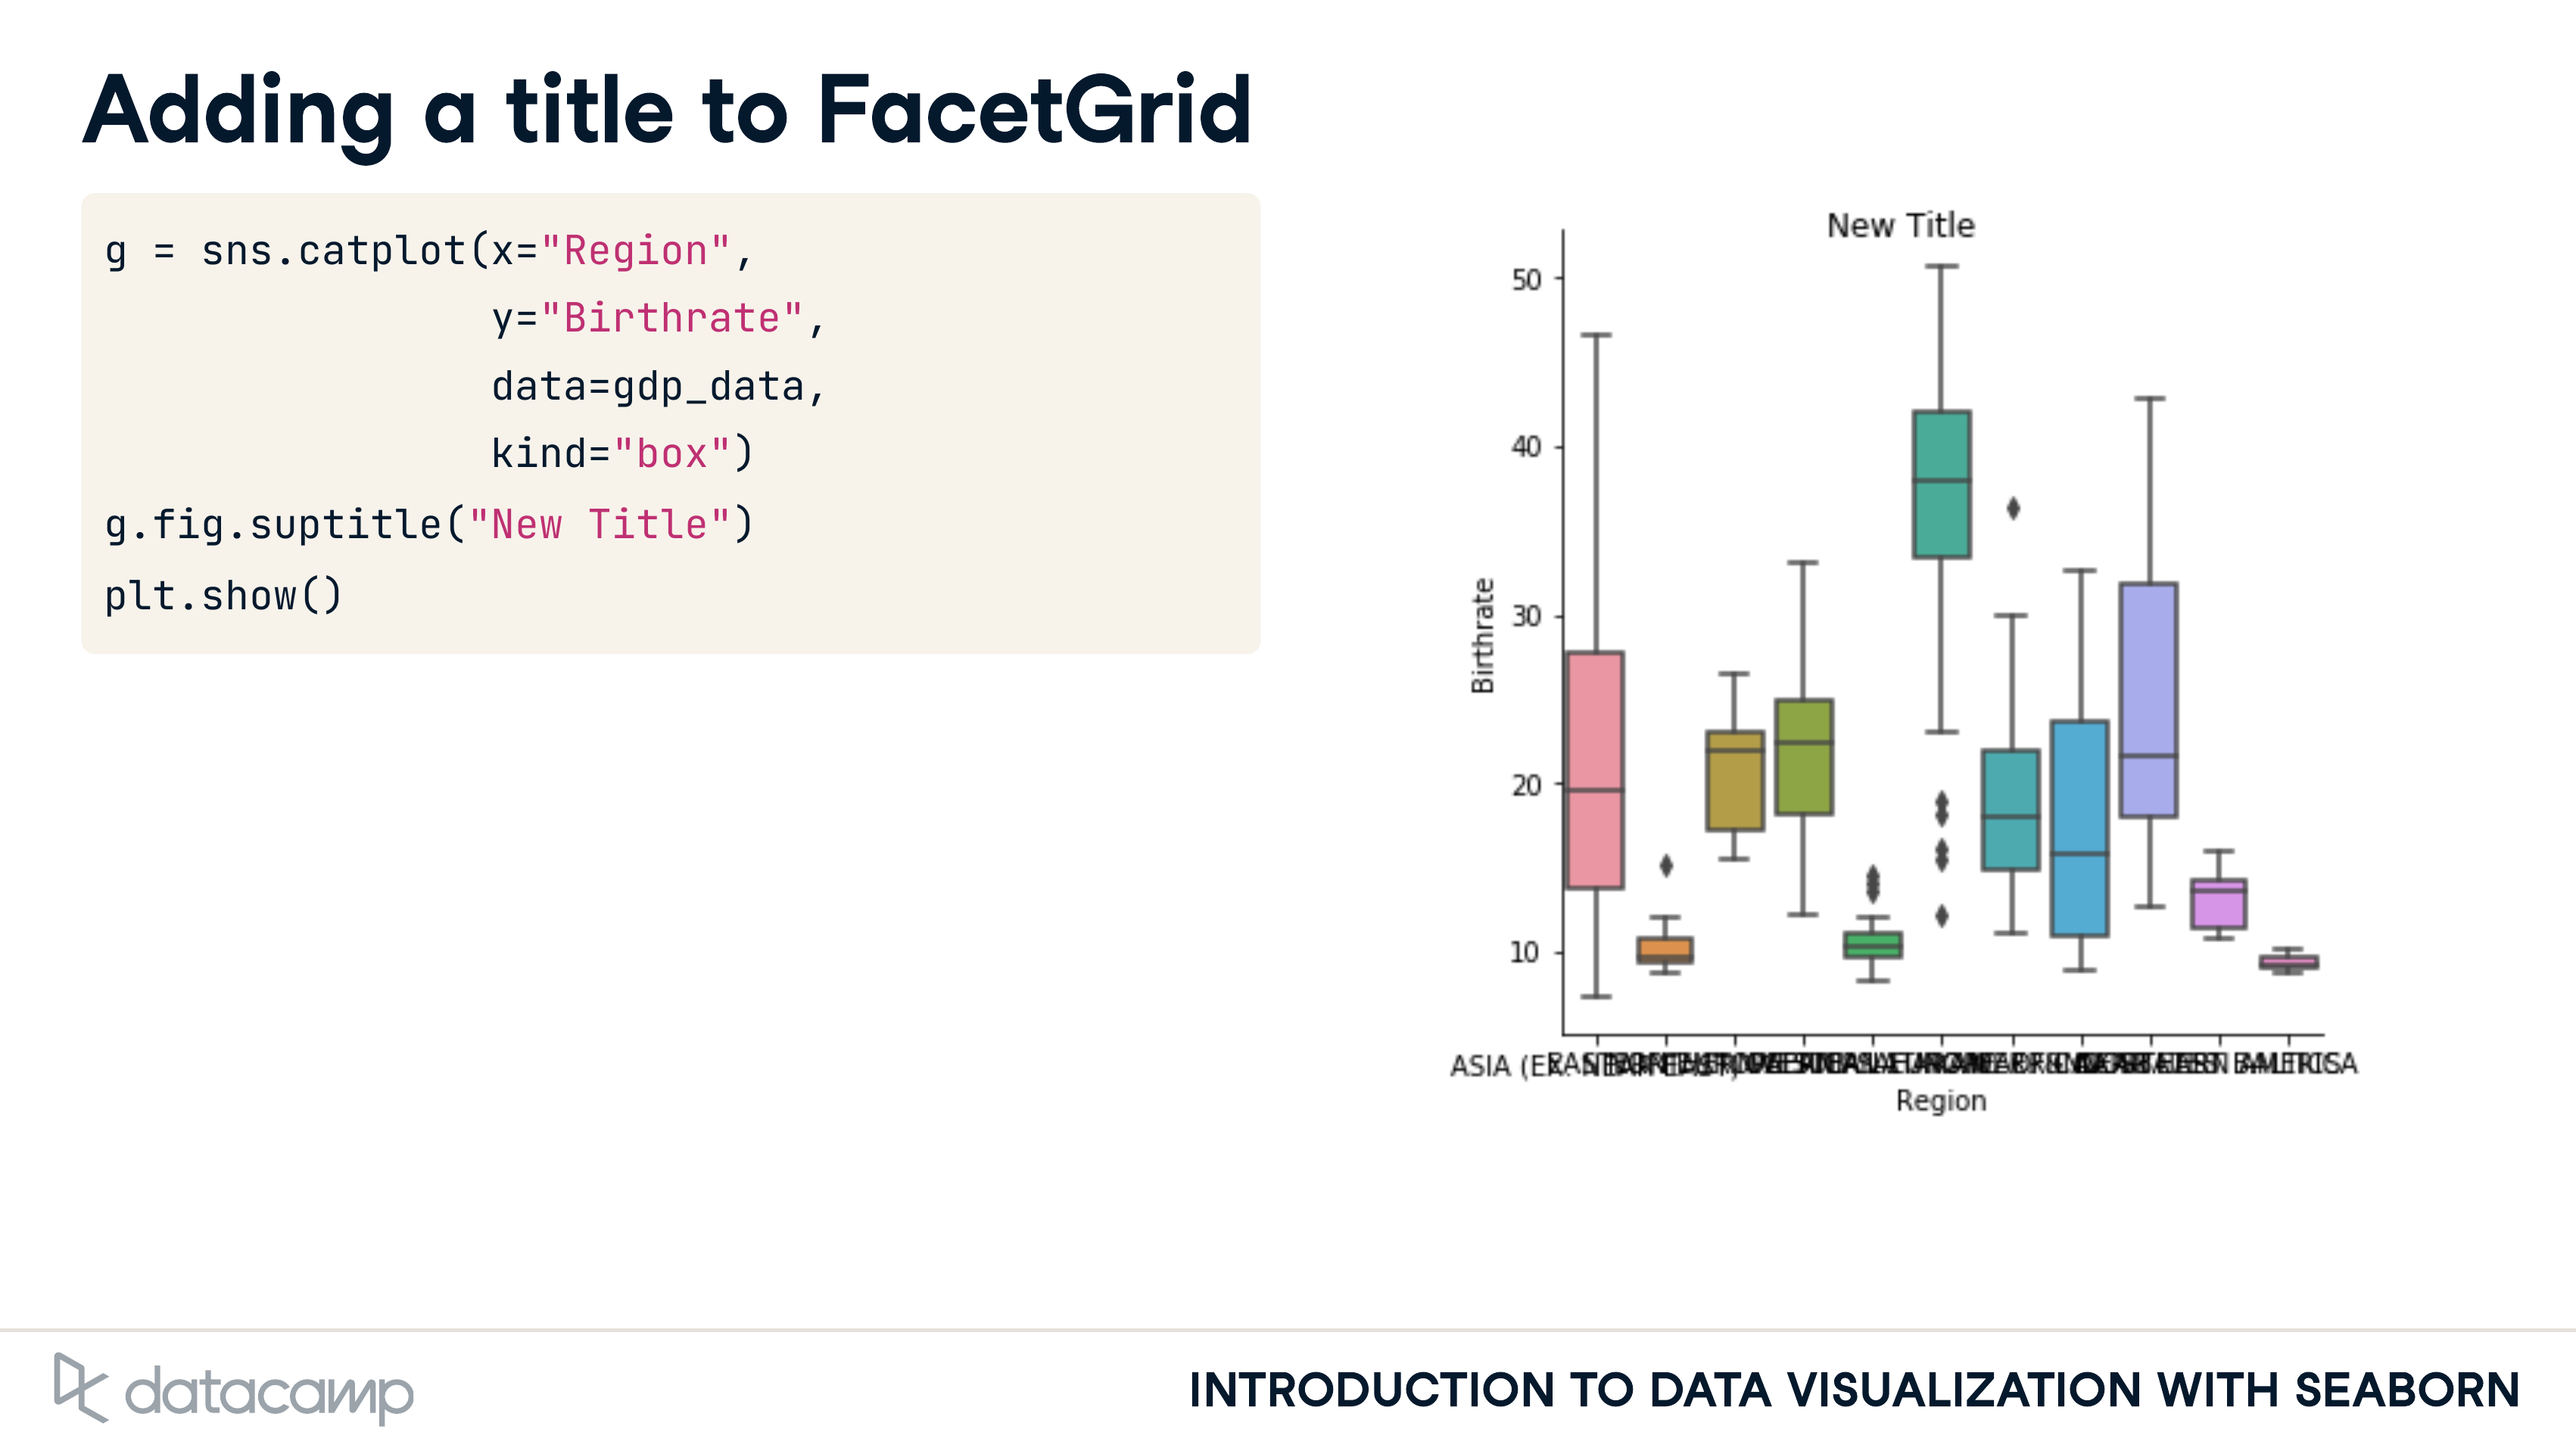 Adding a title to FacetGrid
g = sns.catplot(x="Region",
y="Birthrate",
data=gdp_data,
kind="box")
g.fig.suptitle("New Title")
plt.show()
New Title
50
40
30
20
10
Birthrate
ASIA (EX.
Region
datacamp
INTRODUCTION TO DATA VISUALIZATION WITH SEABORN